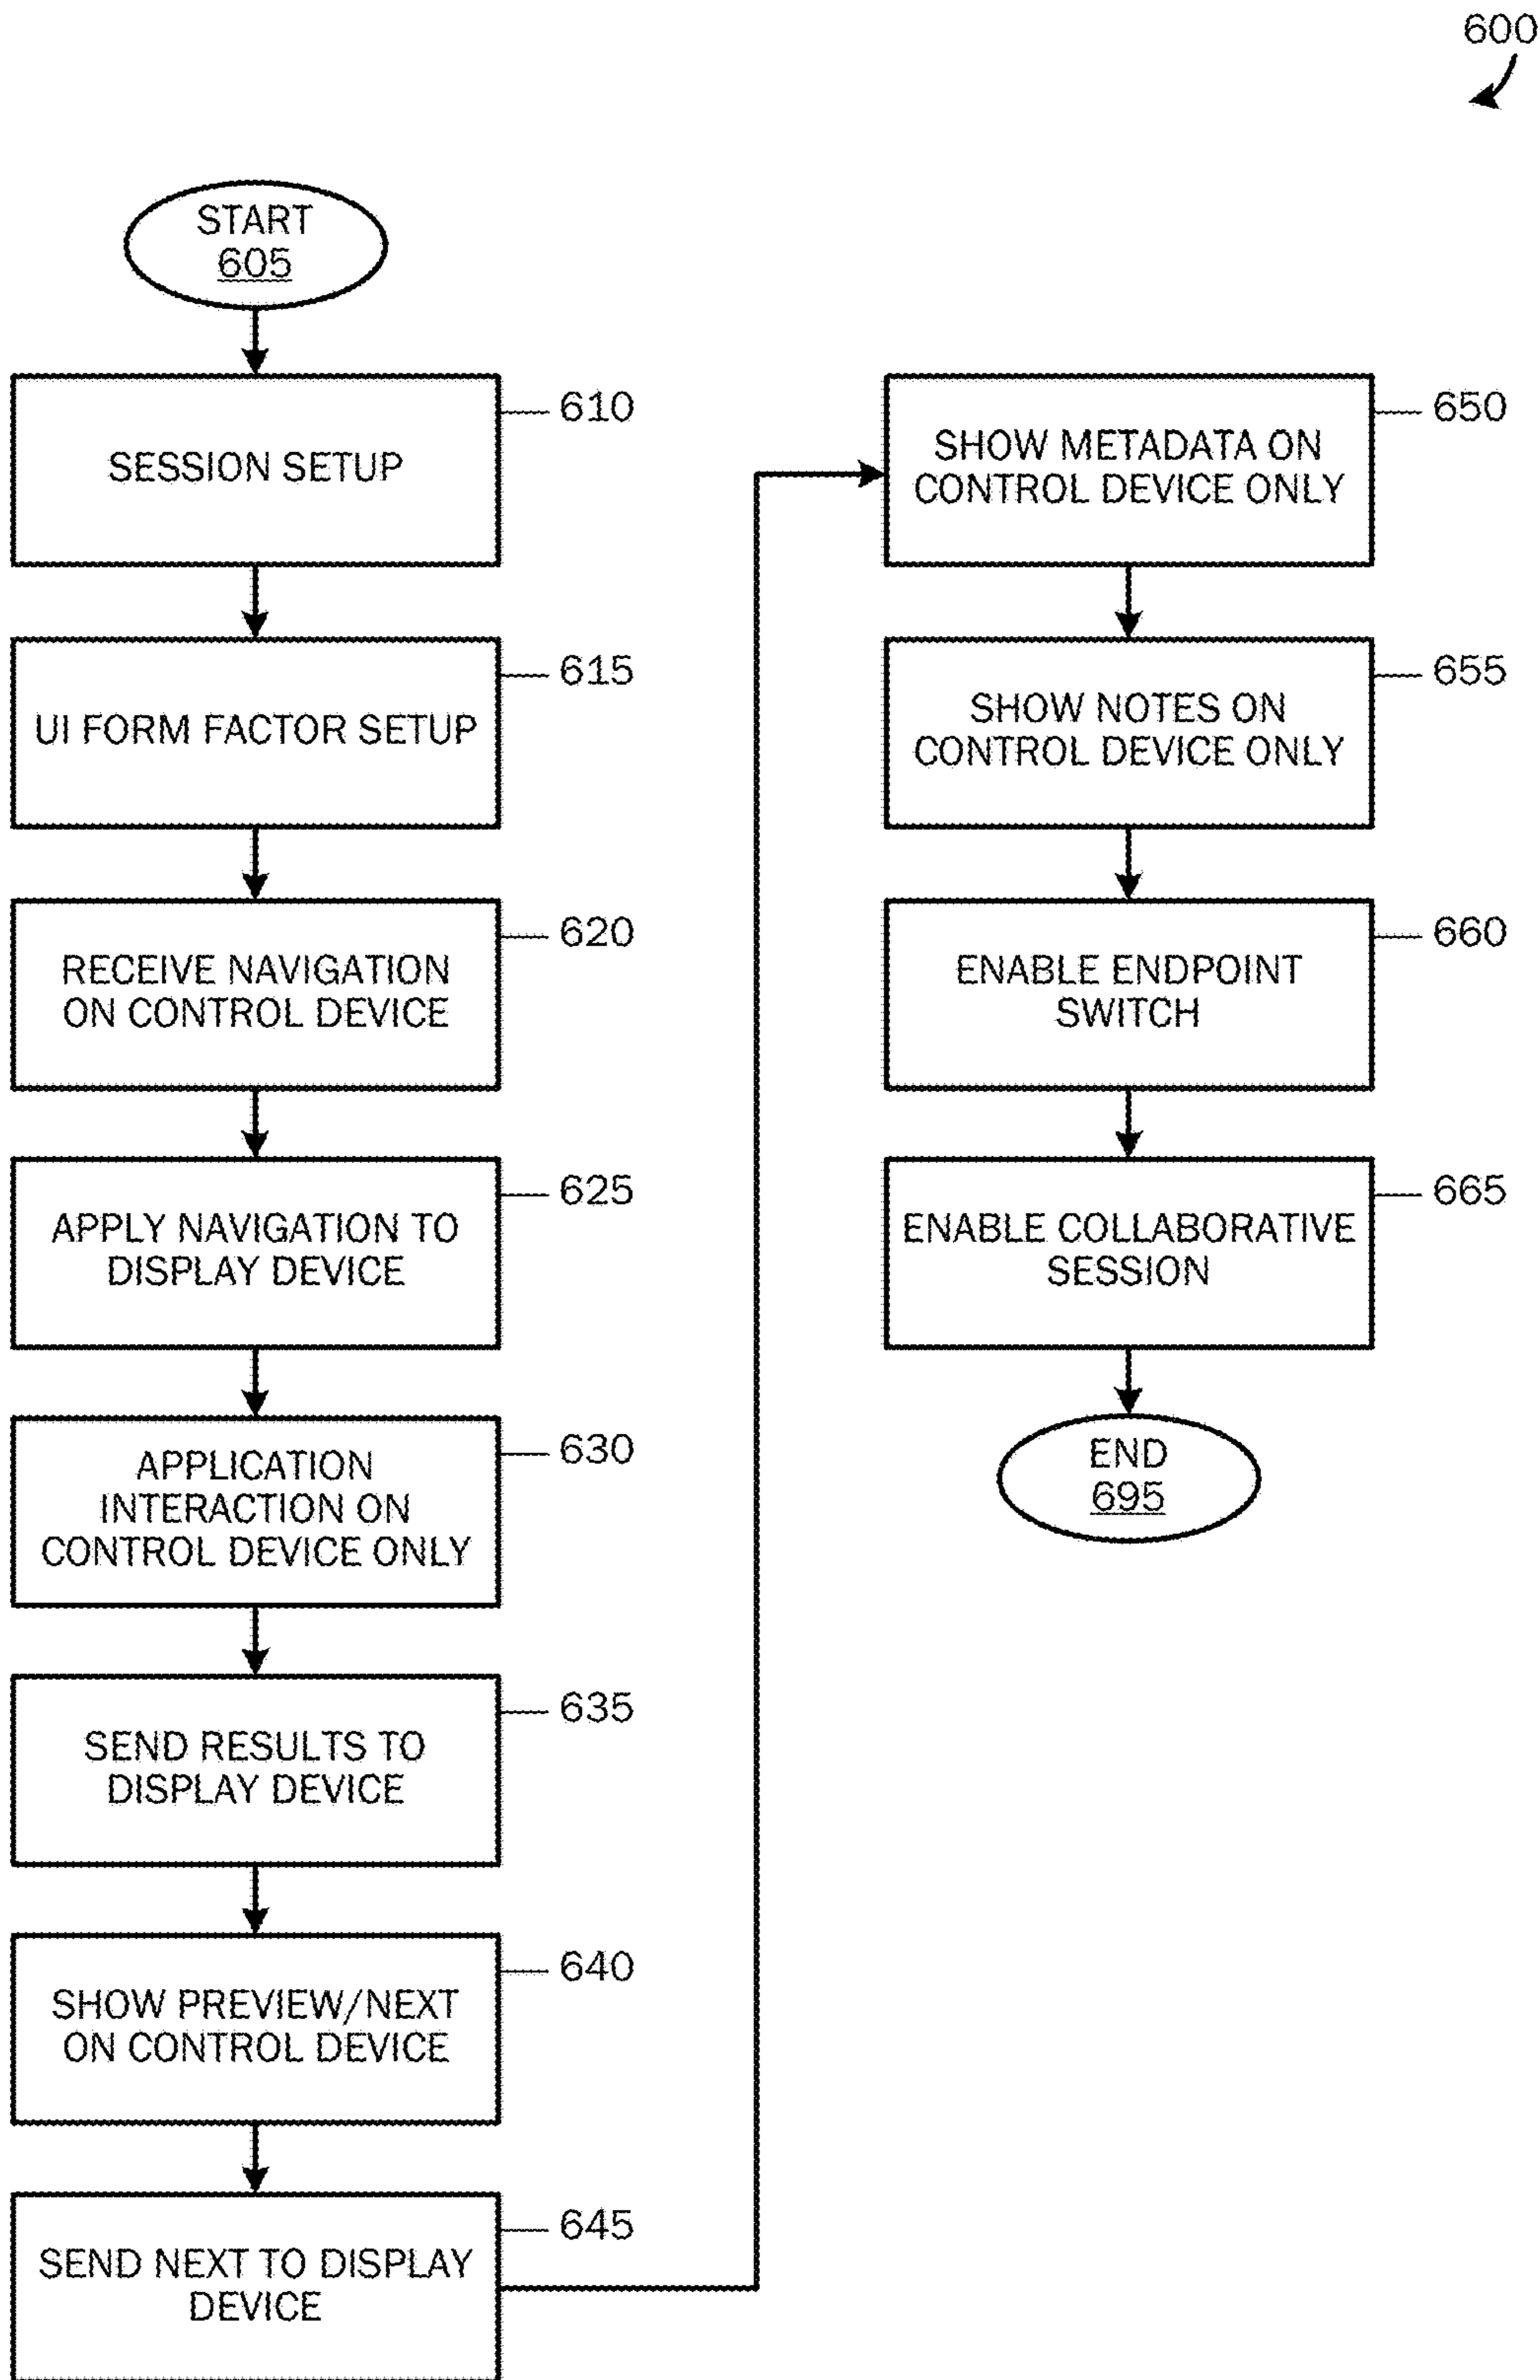 600
START
605
SESSION SETUP
610
UI FORM FACTOR SETUP
615
RECEIVE NAVIGATION
ON CONTROL DEVICE
620
APPLY NAVIGATION TO
DISPLAY DEVICE
625
APPLICATION
INTERACTION ON
CONTROL DEVICE ONLY
630
SEND RESULTS TO
DISPLAY DEVICE
635
SHOW PREVIEW/NEXT
ON CONTROL DEVICE
640
SEND NEXT TO DISPLAY
DEVICE
645
SHOW METADATA ON
CONTROL DEVICE ONLY
650
SHOW NOTES ON
CONTROL DEVICE ONLY
655
ENABLE ENDPOINT
SWITCH
660
ENABLE COLLABORATIVE
SESSION
665
END
695